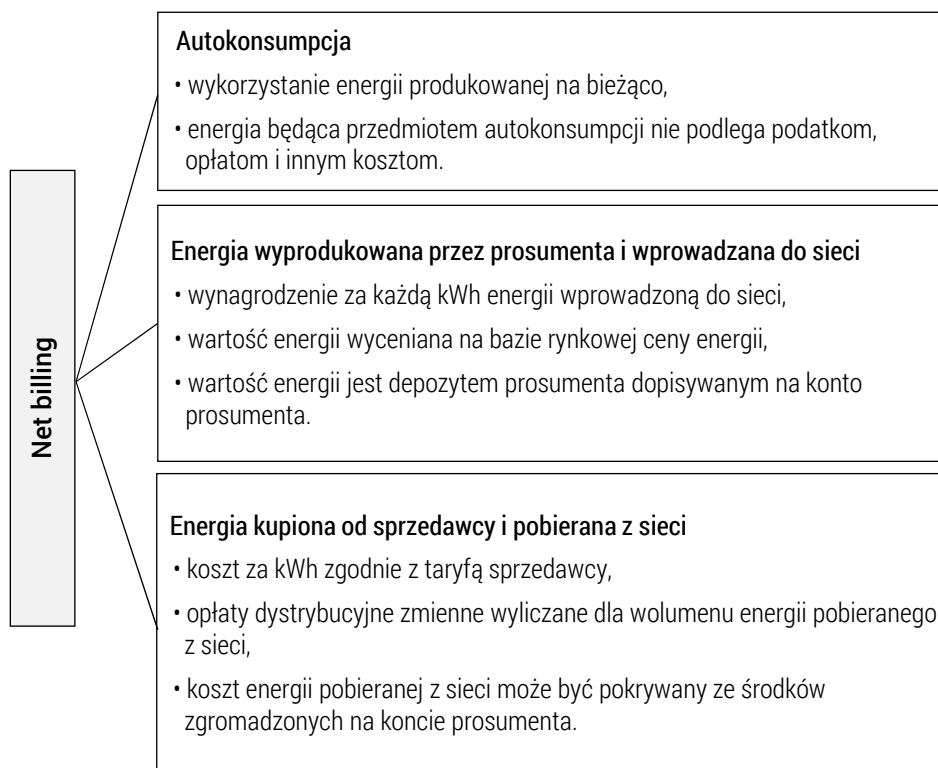 Net billing
Autokonsumpcja
• wykorzystanie energii produkowanej na bieżąco,
• energia będąca przedmiotem autokonsumpcji nie podlega podatkom,
opłatom i innym kosztom.
Energia wyprodukowana przez prosumenta i wprowadzana do sieci
• wynagrodzenie za każdą kWh energii wprowadzoną do sieci,
• wartość energii wyceniana na bazie rynkowej ceny energii,
• wartość energii jest depozytem prosumenta dopisywanym na konto
prosumenta.
Energia kupiona od sprzedawcy i pobierana z sieci
• koszt za kWh zgodnie z taryfą sprzedawcy,
• opłaty dystrybucyjne zmienne wyliczane dla wolumenu energii pobieranego
z sieci,
• koszt energii pobieranej z sieci może być pokrywany ze środków
zgromadzonych na koncie prosumenta.